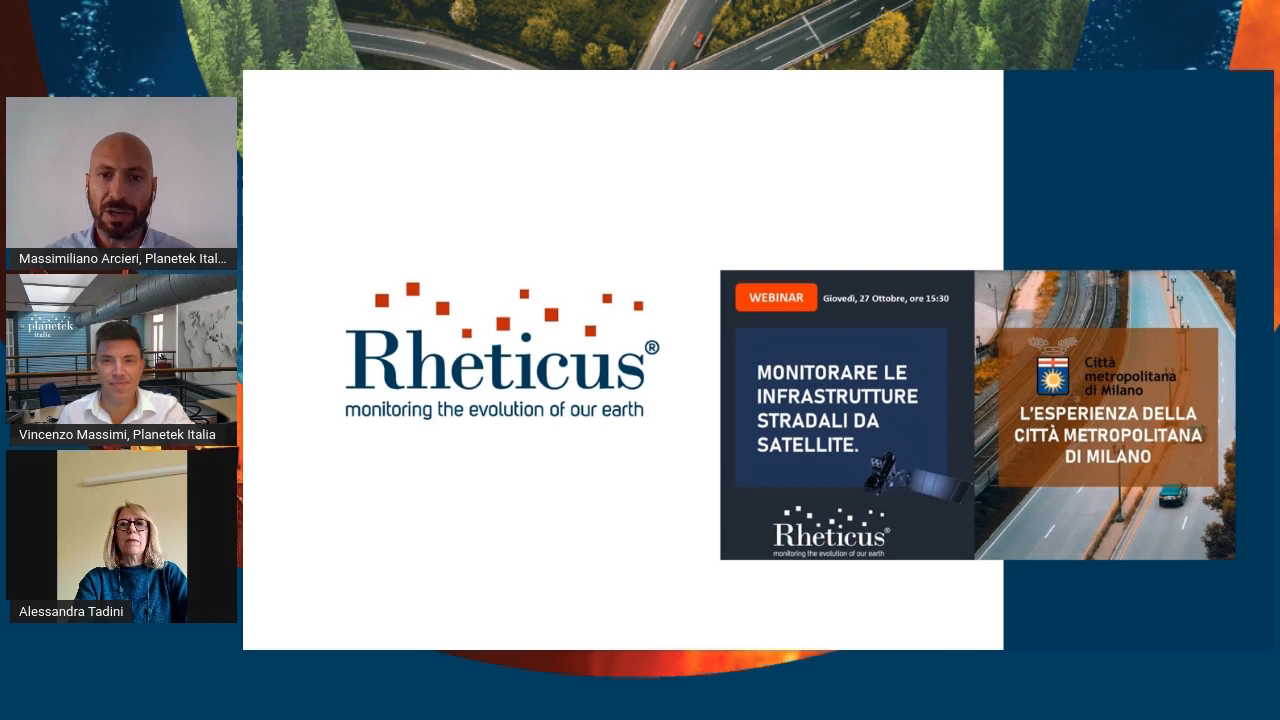 Massimiliano Arcieri, Planetek Ital...
planetek
italia
Vincenzo Massimi, Planetek Italia
Alessandra Tadini
Rheticus®
monitoring the evolution of our earth
WEBINAR
Giovedì, 27 Ottobre, ore 15:30
MONITORARE LE
INFRASTRUTTURE
STRADALI DA
SATELLITE.
Rheticus®
monitoring the evolution of our earth
Città
metropolitana
di Milano
L'ESPERIENZA DELLA
CITTÀ METROPOLITANA
DI MILANO